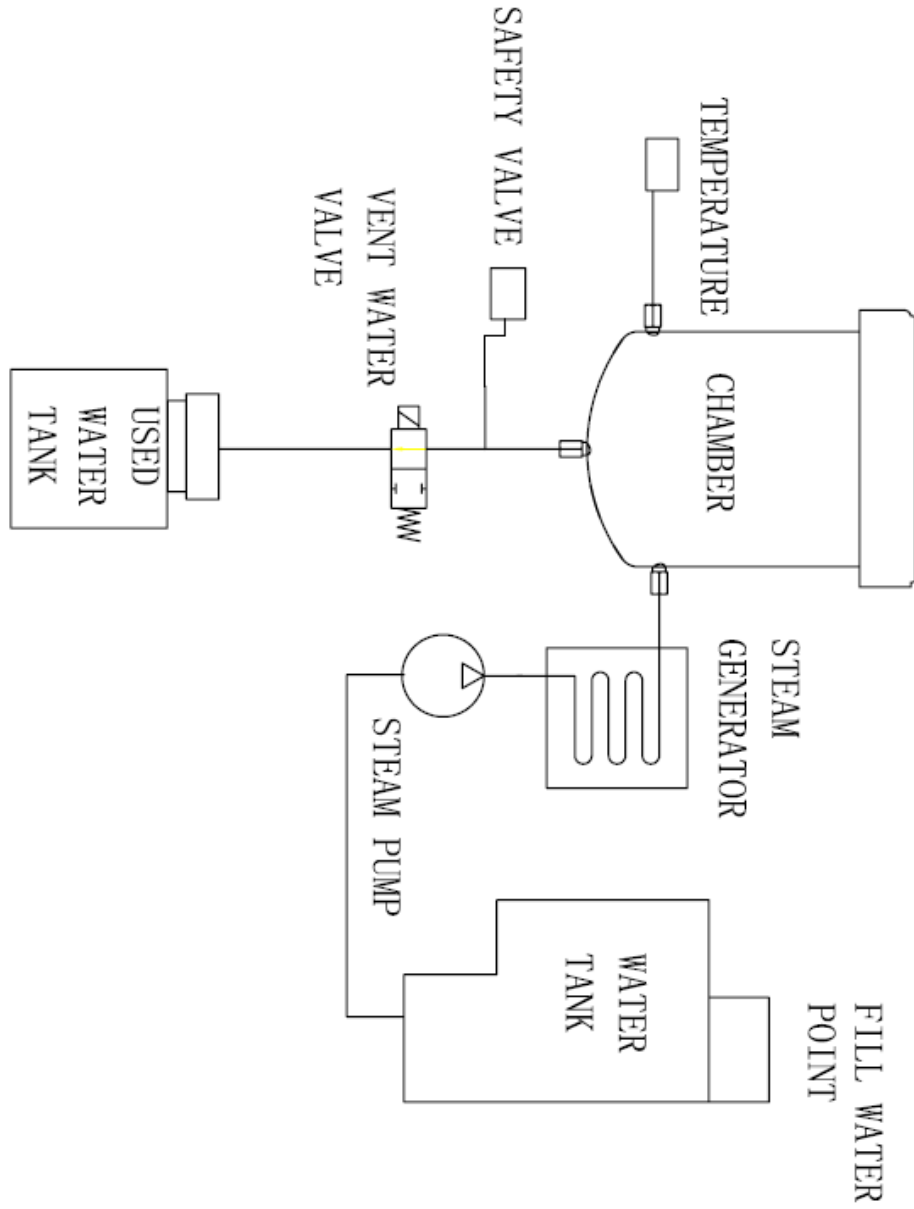 SAFETY VALVE
VENT WATER
VALVE
TEMPERATURE
CHAMBER
USED
WATER
TANK
STEAM
GENERATOR
STEAM PUMP
WATER
TANK
FILL WATER
POINT